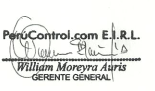 PerúControl.com E.I.R.L.
William Moreyra Auris
GERENTE GENERAL